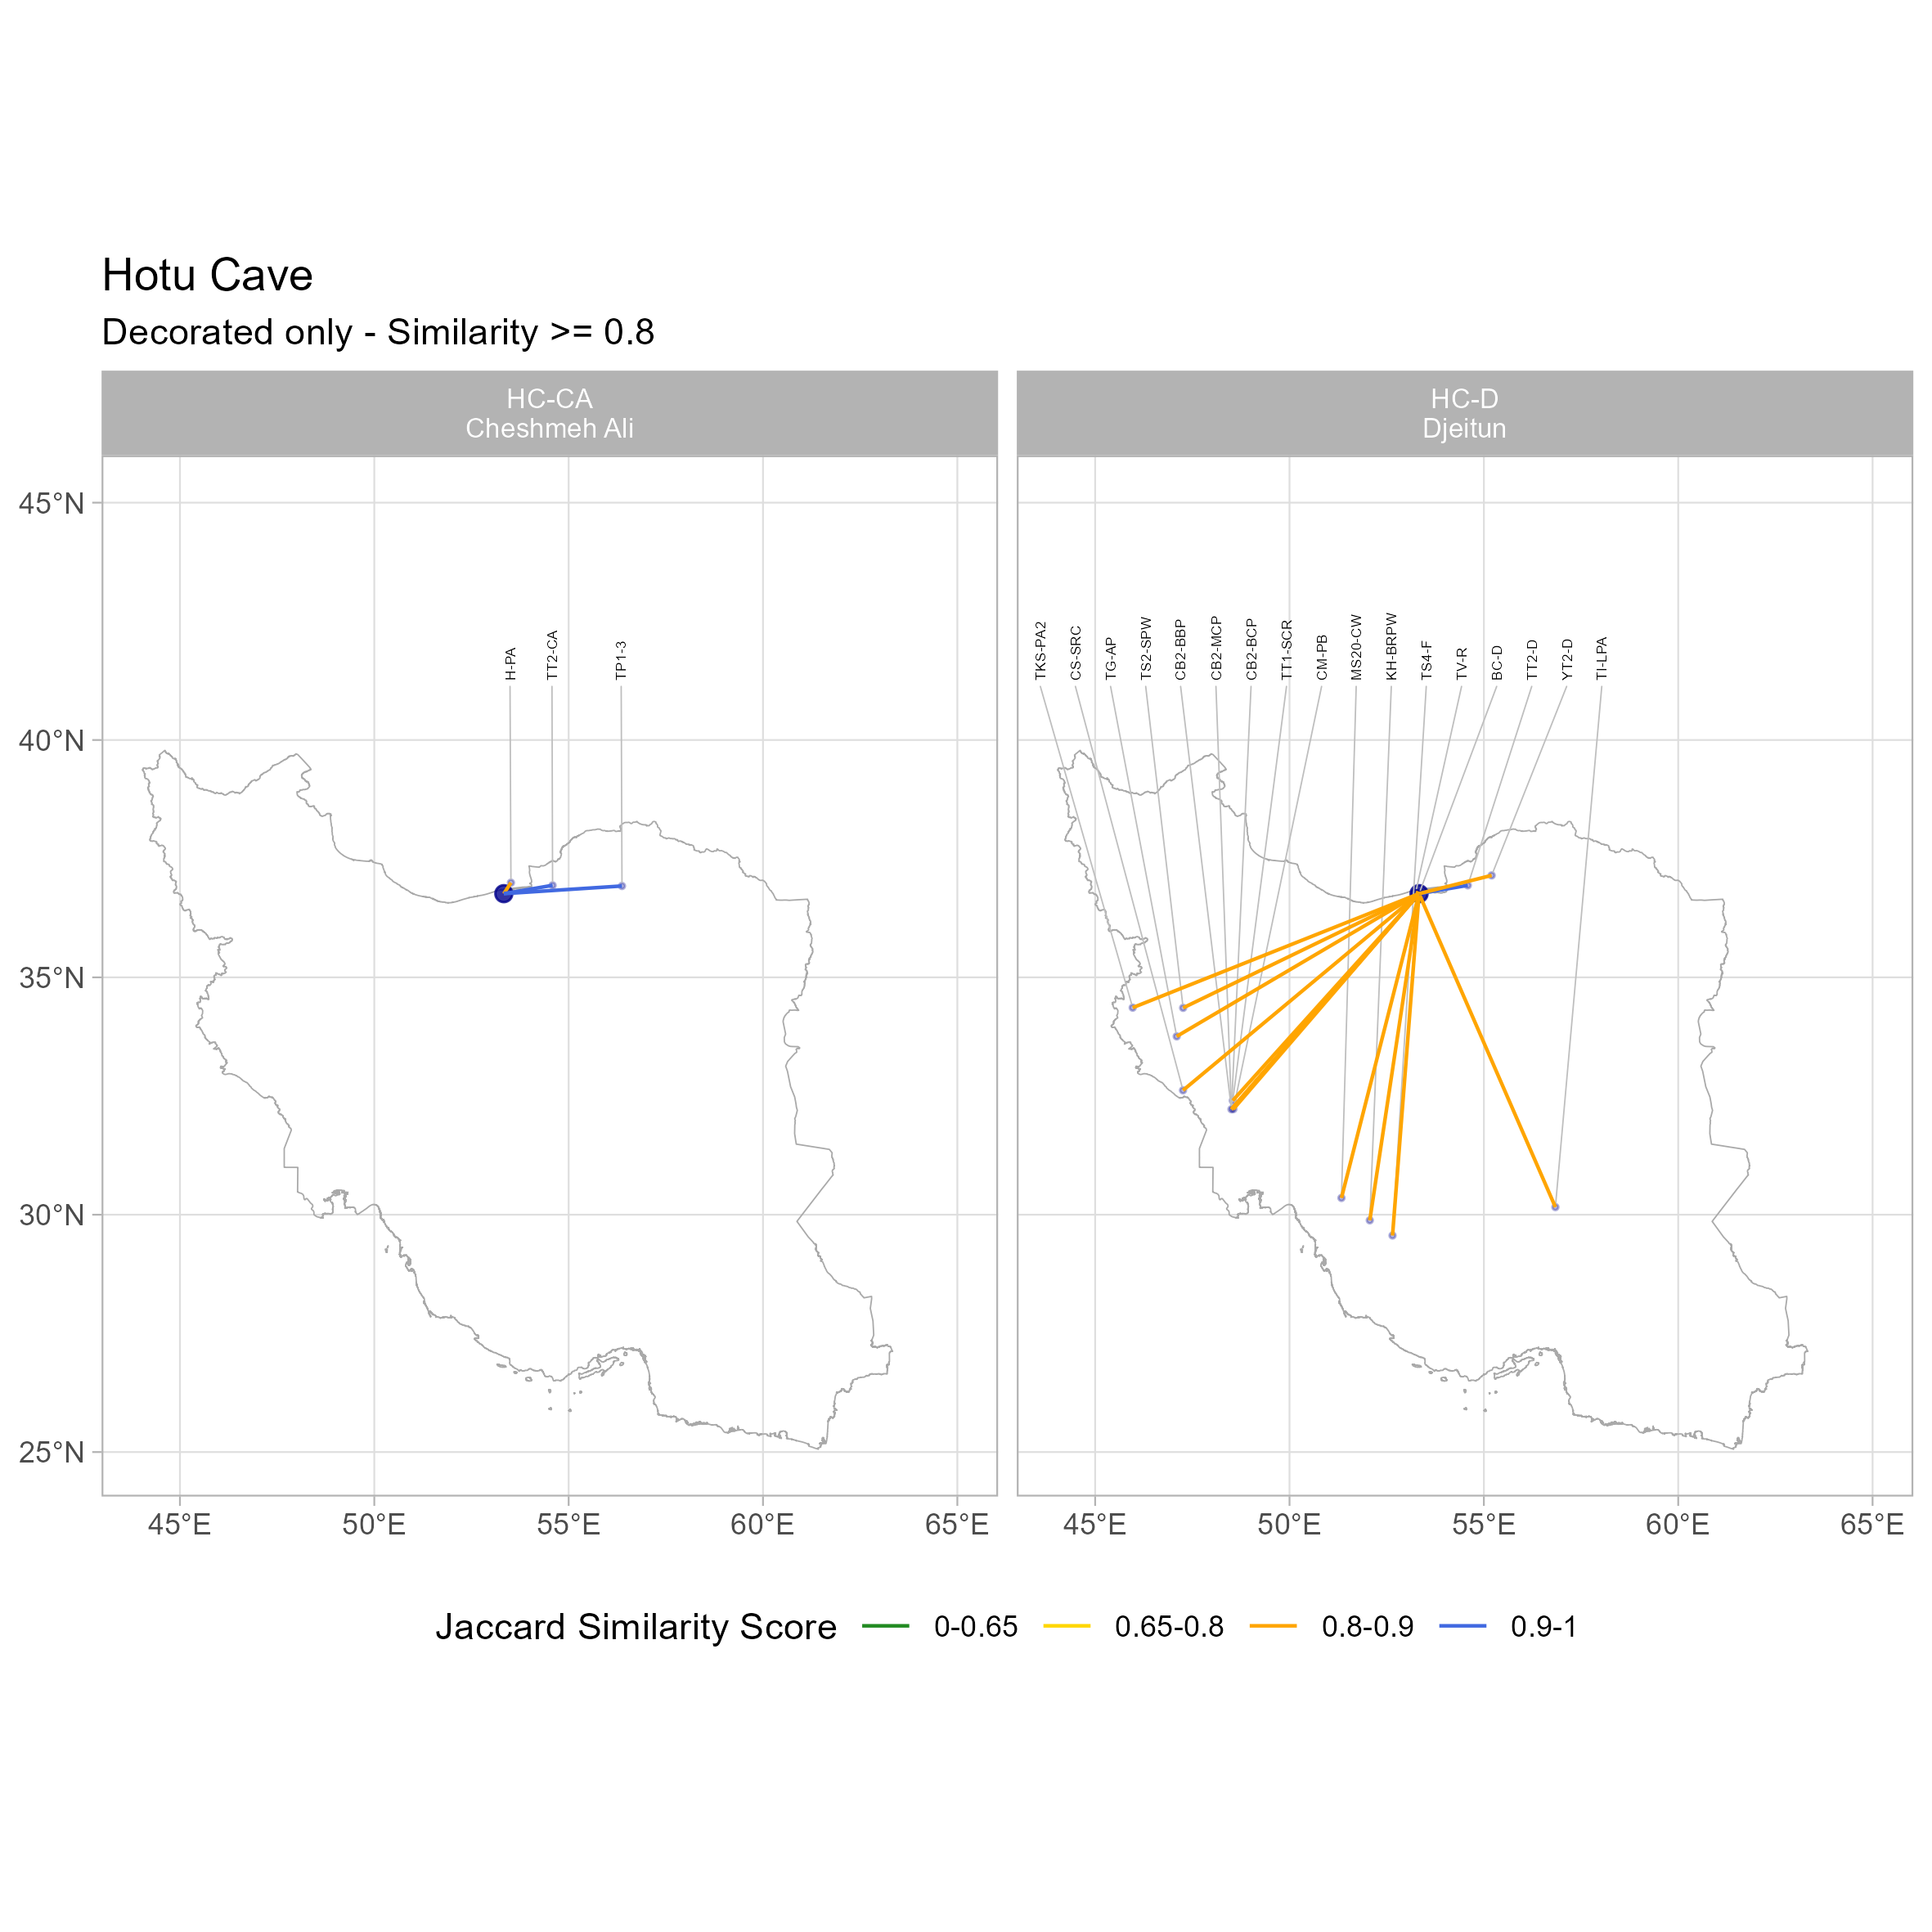 Hotu Cave
Decorated only - Similarity >= 0.8
HC-CA
Cheshmeh Ali
HC-D
Djeitun
45°N
40°N
35°N
30°N
25°N
H-PA
TT2-CA
TP1-3
TKS-PA2
CS-SRC
TG-AP
TS2-SPW
CB2-BBP
CB2-MCP
CB2-BCP
TT1-SCR
CM-PB
MS20-CW
KH-BRPW
TS4-F
TV-R
BC-D
TT2-D
YT2-D
TI-LPA
45°E 50°E 55°E 60°E 65°E
45°E 50°E 55°E 60°E 65°E
Jaccard Similarity Score 0-0.65 0.65-0.8 0.8-0.9 0.9-1